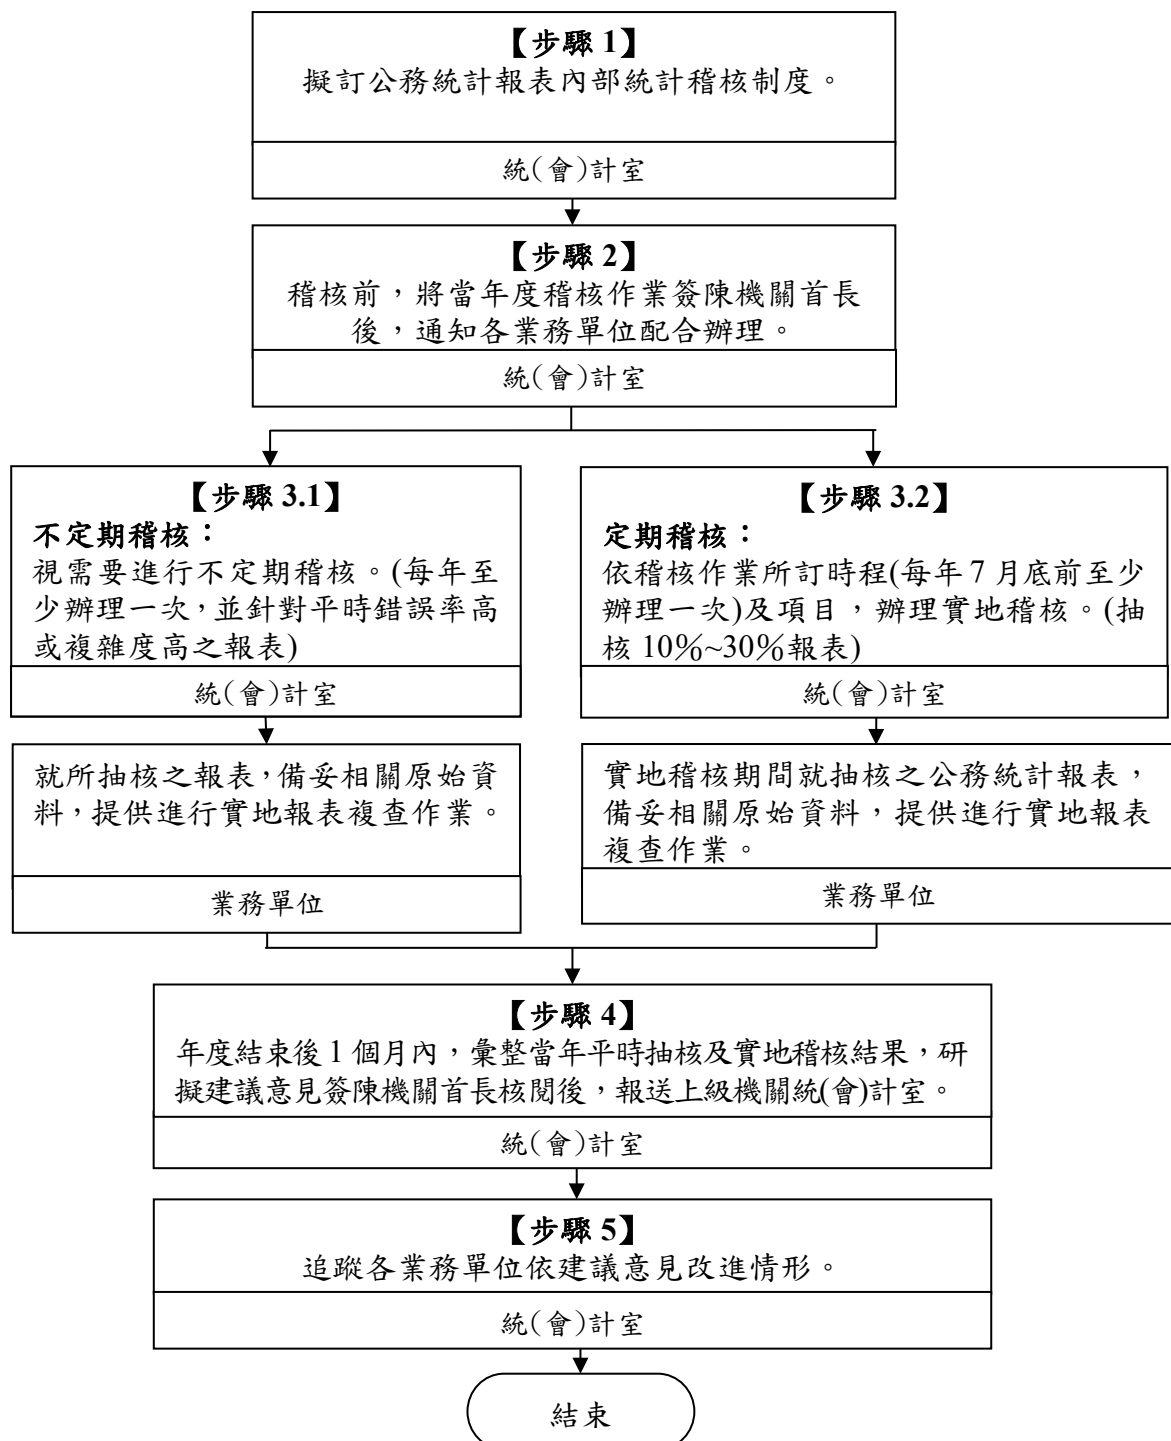 【步驟 1】
擬訂公務統計報表內部統計稽核制度。
統(會)計室
【步驟 2】
稽核前，將當年度稽核作業簽陳機關首長
後，通知各業務單位配合辦理。
統(會)計室
【步驟 3.1】
不定期稽核：
視需要進行不定期稽核。(每年至
少辦理一次，並針對平時錯誤率高
或複雜度高之報表)
統(會)計室
就所抽核之報表，備妥相關原始資
料，提供進行實地報表複查作業。
業務單位
【步驟 3.2】
定期稽核：
依稽核作業所訂時程(每年 7 月底前至少
辦理一次)及項目，辦理實地稽核。(抽
核 10%~30%報表)
統(會)計室
實地稽核期間就抽核之公務統計報表，
備妥相關原始資料，提供進行實地報表
複查作業。
業務單位
【步驟 4】
年度結束後 1 個月內，彙整當年平時抽核及實地稽核結果，研
擬建議意見簽陳機關首長核閱後，報送上級機關統(會)計室。
統(會)計室
【步驟 5】
追蹤各業務單位依建議意見改進情形。
統(會)計室
結束